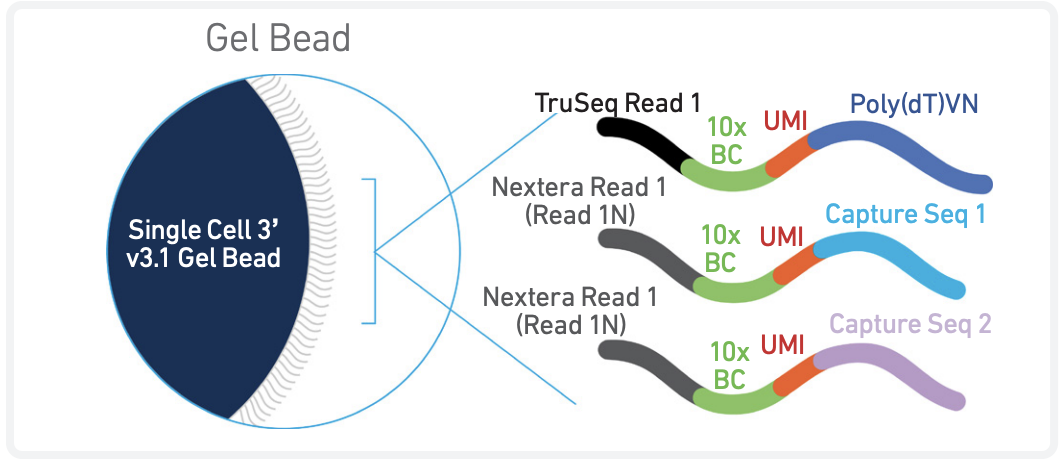 Gel Bead
Single Cell 3’
v3.1 Gel Bead
TruSeq Read 1
10x
BC
UMI
Poly(dT)VN
Nextera Read 1
(Read 1N)
10x
BC
UMI
Capture Seq 1
Nextera Read 1
(Read 1N)
10x
BC
UMI
Capture Seq 2